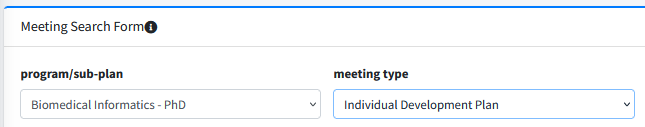 Meeting Search Form
program/sub-plan meeting type
Biomedical Informatics - PhD Individual Development Plan